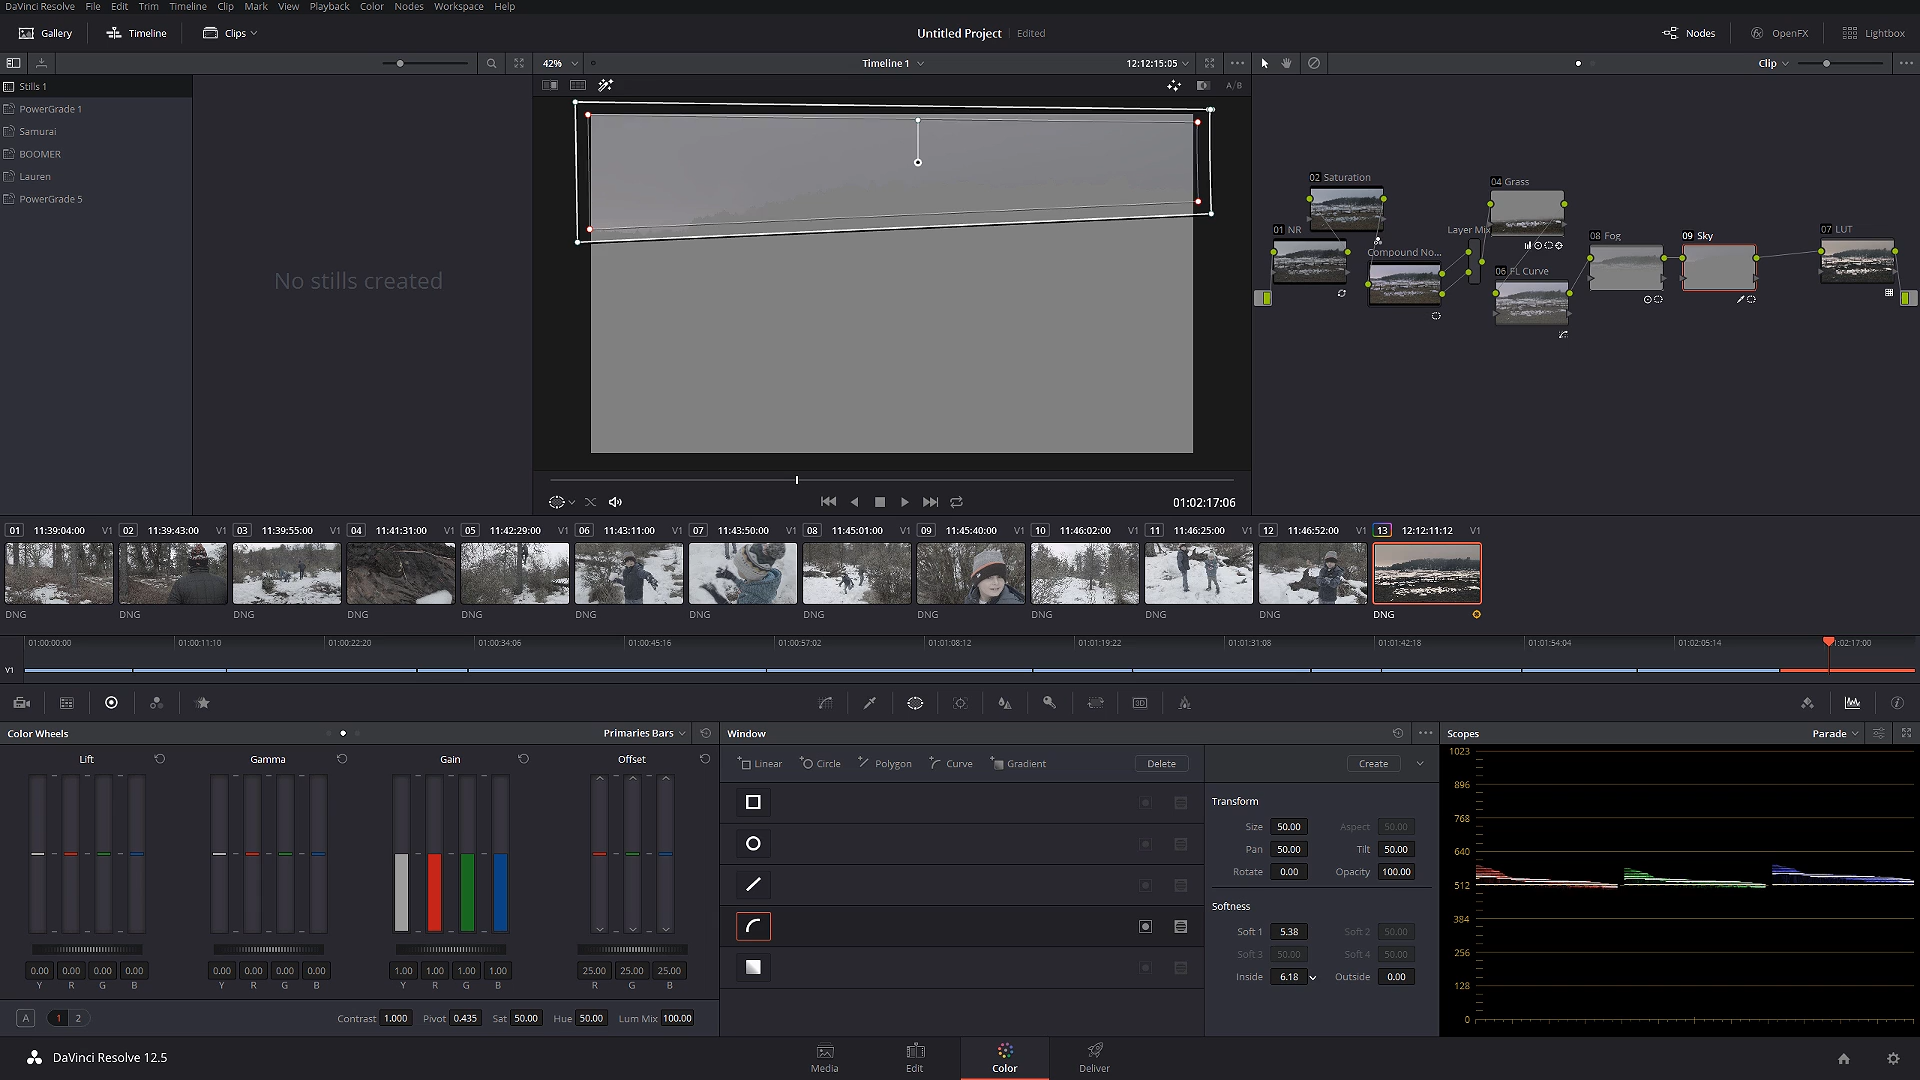 DaVinci Resolve File Edit Trim Timeline Clip Mark View Playback Color Nodes Workspace Help
Gallery Timeline Clips Untitled Project Edited Nodes OpenFX Lightbox
42% Timeline 1 12:12:15:05 Clip
A/B
Stills 1
PowerGrade 1
Samurai
BOOMER
Lauren
PowerGrade 5
No stills created
02 Saturation
04 Grass
01 NR
Layer Mix
08 Fog
09 Sky
07 LUT
Compound No...
06 FL Curve
01:02:17:06
01 11:39:04:00 V1 02 11:39:43:00 V1 03 11:39:55:00 V1 04 11:41:31:00 V1 05 11:42:29:00 V1 06 11:43:11:00 V1 07 11:43:50:00 V1 08 11:45:01:00 V1 09 11:45:40:00 V1 10 11:46:02:00 V1 11 11:46:25:00 V1 12 11:46:52:00 V1 13 12:12:11:12 V1
DNG DNG DNG DNG DNG DNG DNG DNG DNG DNG DNG DNG DNG
01:00:00:00 01:00:11:10 01:00:22:20 01:00:34:06 01:00:45:16 01:00:57:02 01:01:08:12 01:01:19:22 01:01:31:08 01:01:42:18 01:01:54:04 01:02:05:14 :02:17:00
V1
3D
Color Wheels Primaries Bars
Lift Gamma Gain Offset
0.00 0.00 0.00 0.00 0.00 0.00 0.00 0.00 1.00 1.00 1.00 1.00 25.00 25.00 25.00
Y R G B Y R G B Y R G B R G B
A 1 2 Contrast 1.000 Pivot 0.435 Sat 50.00 Hue 50.00 Lum Mix 100.00
Window
Linear Circle Polygon Curve Gradient Delete Create
Transform
Size 50.00 Aspect 50.00
Pan 50.00 Tilt 50.00
Rotate 0.00 Opacity 100.00
Softness
Soft 1 5.38 Soft 2 50.00
Soft 3 50.00 Soft 4 50.00
Inside 6.18 Outside 0.00
Scopes Parade
1023
896
768
640
512
384
256
128
0
DaVinci Resolve 12.5
Media Edit Color Deliver